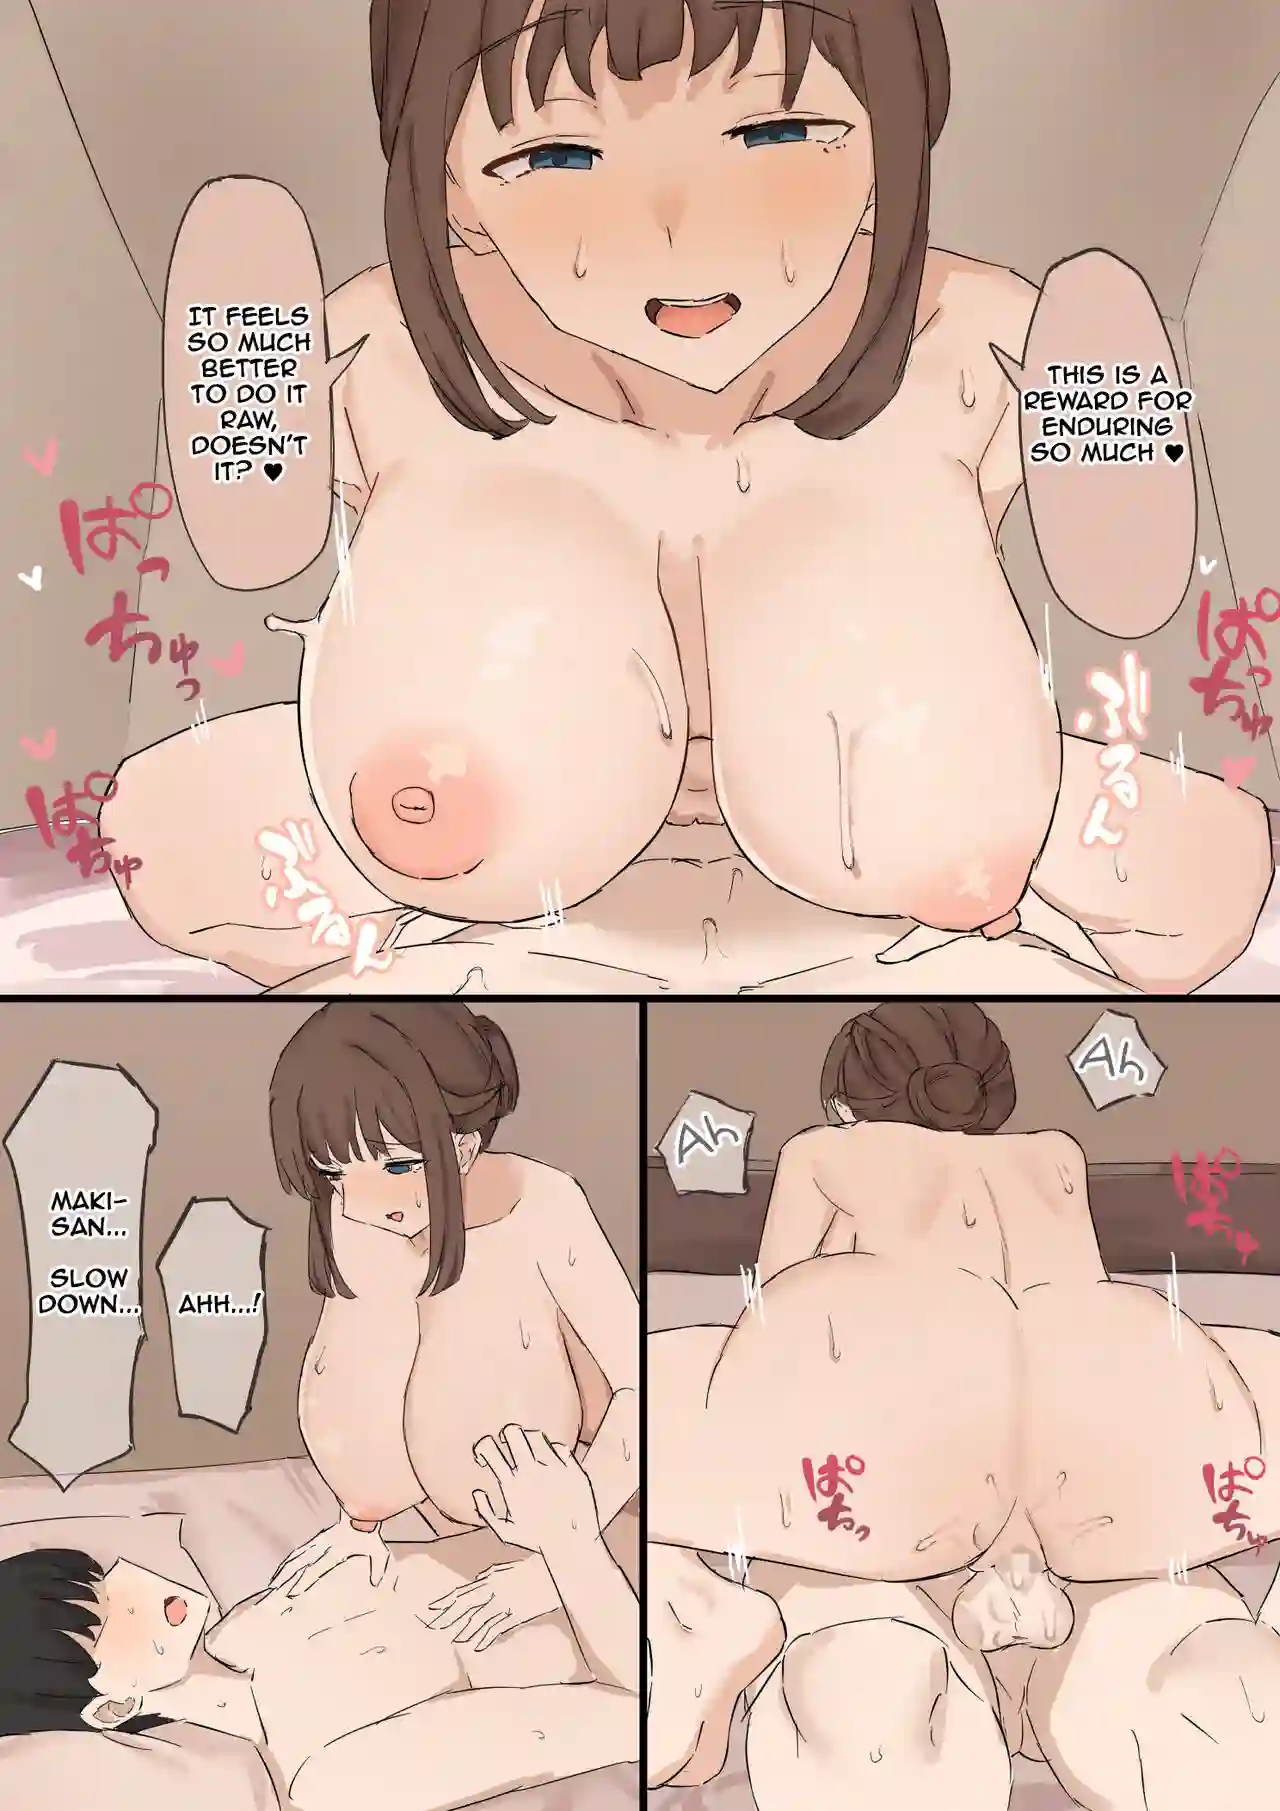 IT FEELS
SO MUCH
BETTER
TO DO IT
RAW,
DOESN'T
IT? ♥
THIS IS A
REWARD FOR
ENDURING
SO MUCH ♥
ぱっ
ちゅっ
ぱ
ちゅ
ぶるん
ぱっ
ちゅ
ぶるん
MAKI-
SAN...
SLOW
DOWN...
AHH...!
Ah
Ah
ぱ
ちゅ
ぱ
ちっ
ぱ
ちゅ